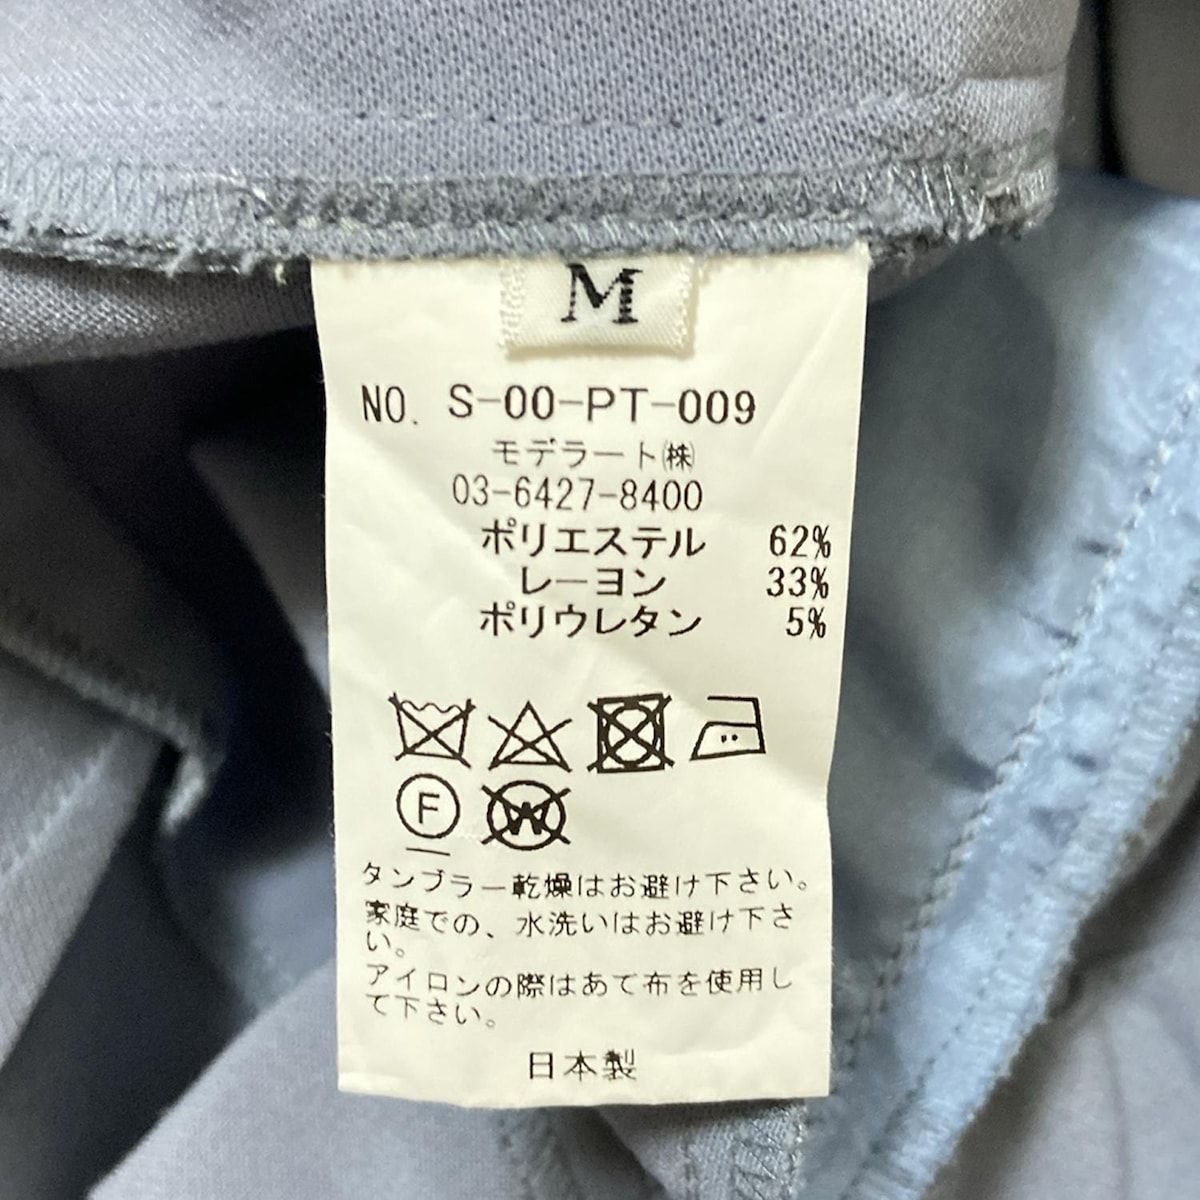 M
NO. S-00-PT-009
モデラート㈱
03-6427-8400
ポリエステル 62%
レーヨン 33%
ポリウレタン 5%
F W
タンブラー乾燥はお避け下さい。
家庭での、水洗いはお避け下さ
い。
アイロンの際はあて布を使用し
て下さい。
日本製